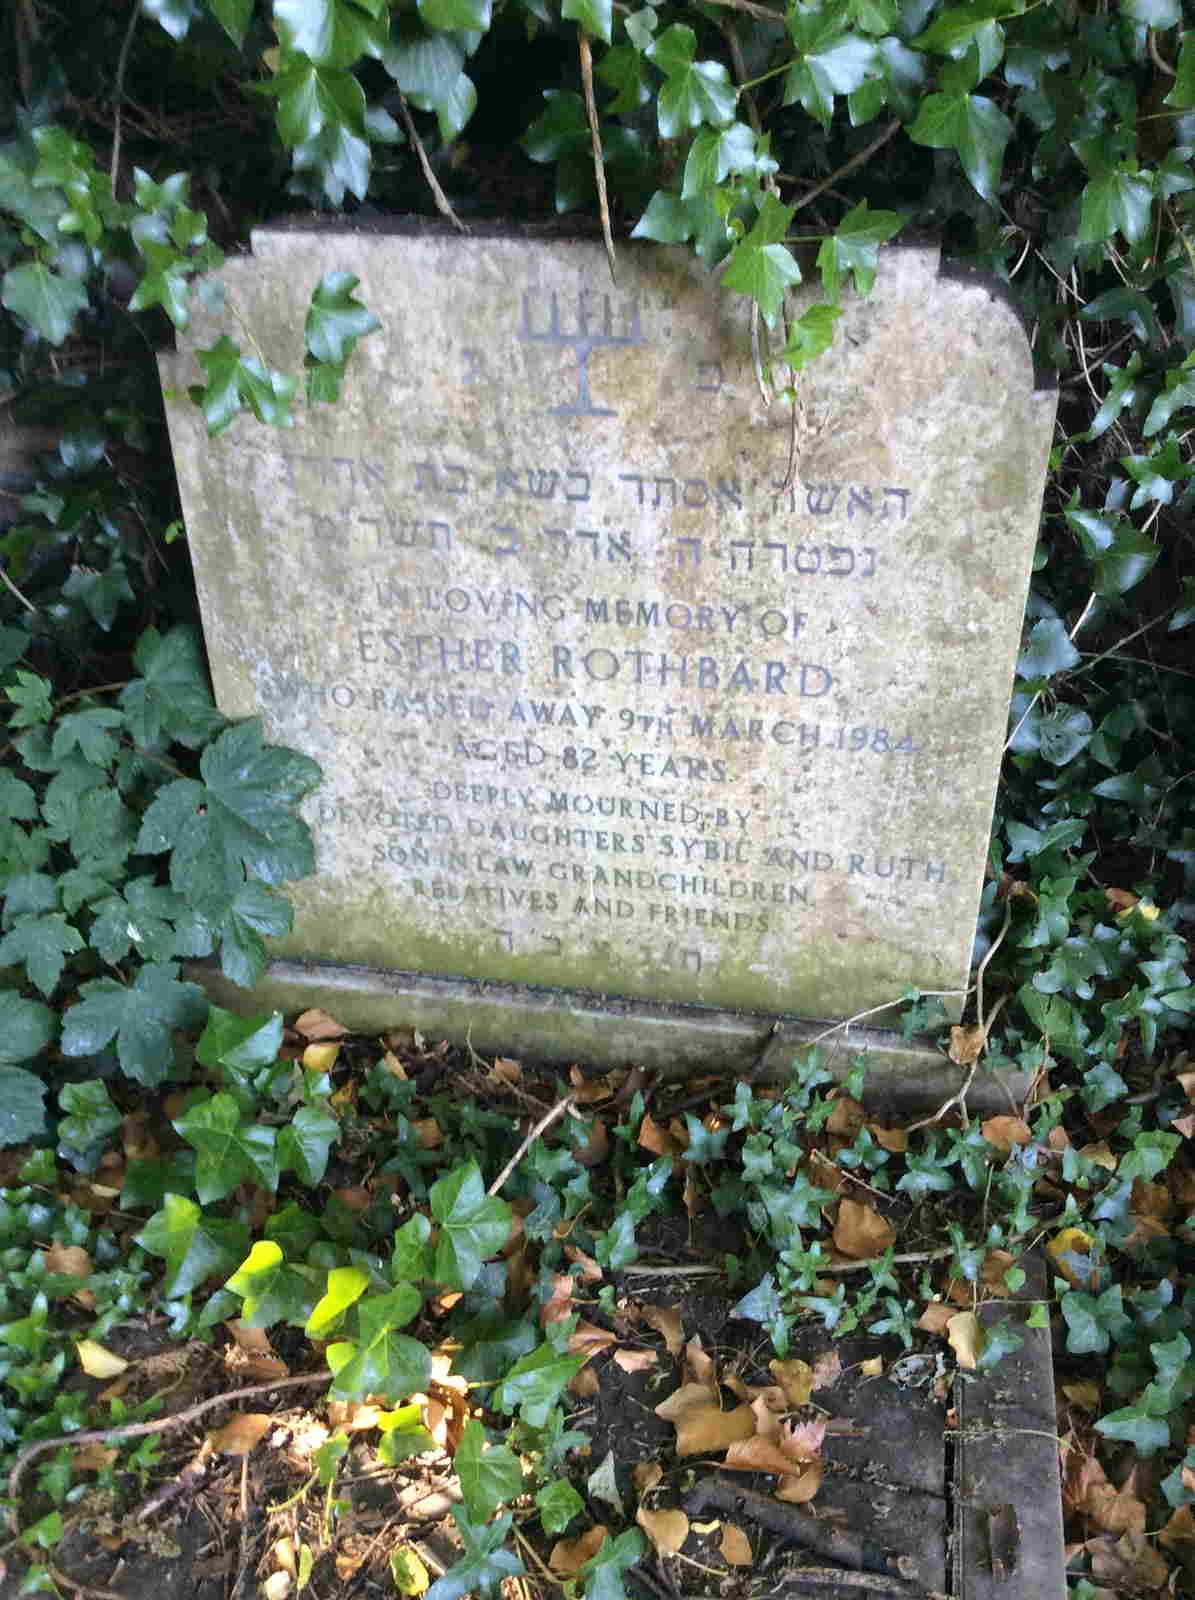 פ נ
האשה אסתר בשא בת אהרן
נפטרה ה' אדר ב' תשד"מ
IN LOVING MEMORY OF
ESTHER ROTHBARD
WHO PASSED AWAY 9TH MARCH 1984
AGED 82 YEARS.
DEEPLY MOURNED BY
DEVOTED DAUGHTERS SYBIL AND RUTH
SON IN LAW GRANDCHILDREN
RELATIVES AND FRIENDS.
ת' נ' צ' ב' ה'